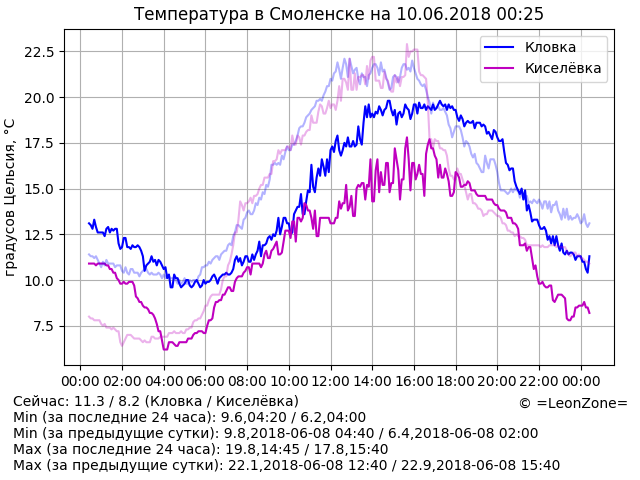 Температура в Смоленске на 10.06.2018 00:25
Кловка
Киселёвка
градусов Цельсия, °C
22.5
20.0
17.5
15.0
12.5
10.0
7.5
00:00 02:00 04:00 06:00 08:00 10:00 12:00 14:00 16:00 18:00 20:00 22:00 00:00
Сейчас: 11.3 / 8.2 (Кловка / Киселёвка)
© =LeonZone=
Min (за последние 24 часа): 9.6,04:20 / 6.2,04:00
Min (за предыдущие сутки): 9.8,2018-06-08 04:40 / 6.4,2018-06-08 02:00
Max (за последние 24 часа): 19.8,14:45 / 17.8,15:40
Max (за предыдущие сутки): 22.1,2018-06-08 12:40 / 22.9,2018-06-08 15:40